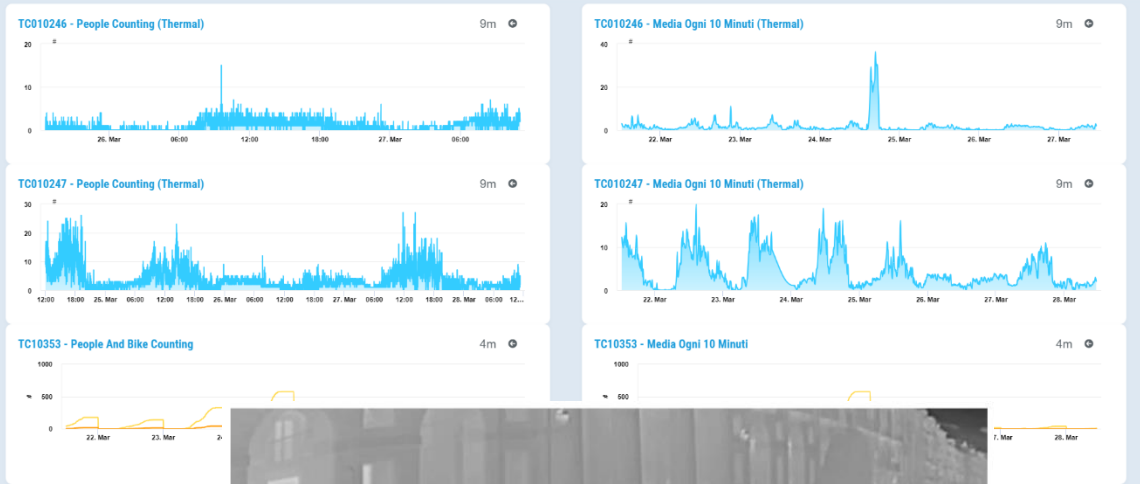 TC010246 - People Counting (Thermal) 9m
#
20
10
0
26. Mar 06:00 12:00 18:00 27. Mar 06:00
TC010246 - Media Ogni 10 Minuti (Thermal) 9m
#
40
20
0
22. Mar 23. Mar 24. Mar 25. Mar 26. Mar 27. Mar
TC010247 - People Counting (Thermal) 9m
#
30
20
10
0
12:00 18:00 25. Mar 06:00 12:00 18:00 26. Mar 06:00 12:00 18:00 27. Mar 06:00 12:00 18:00 28. Mar 06:00 12...
TC010247 - Media Ogni 10 Minuti (Thermal) 9m
#
20
10
0
22. Mar 23. Mar 24. Mar 25. Mar 26. Mar 27. Mar 28. Mar
TC10353 - People And Bike Counting 4m
1000
500
0
#
22. Mar 23. Mar 2
TC10353 - Media Ogni 10 Minuti 4m
1000
500
#
7. Mar 28. Mar